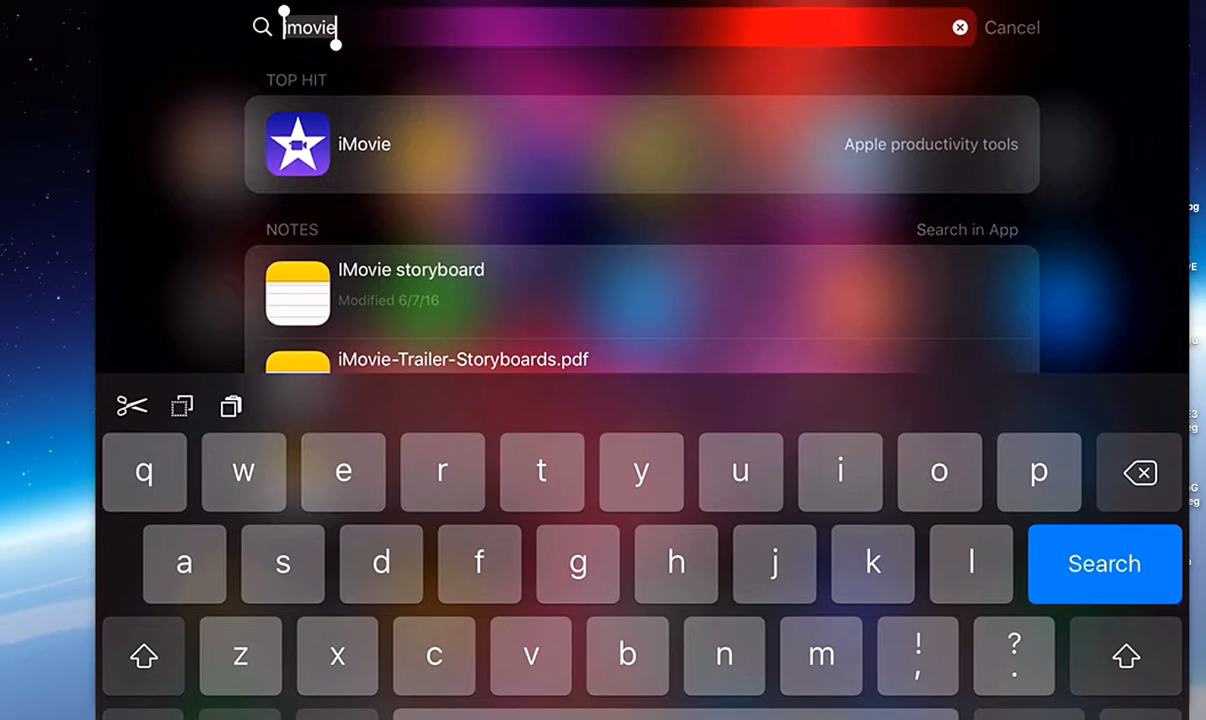 imovie
Cancel
TOP HIT
iMovie
Apple productivity tools
NOTES
Search in App
IMovie storyboard
Modified 6/7/16
iMovie-Trailer-Storyboards.pdf
q w e r t y u i o p
a s d f g h j k l Search
z x c v b n m ! , ? .